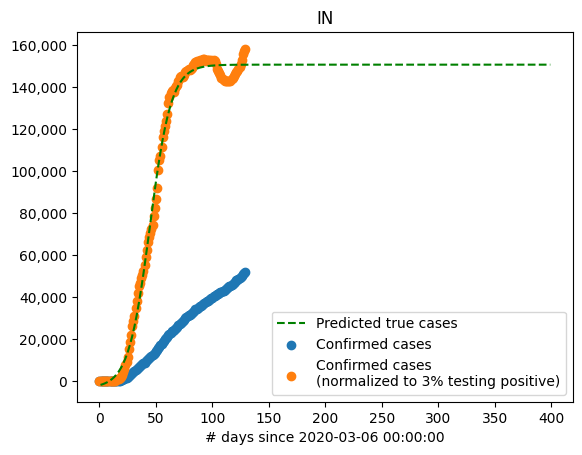 IN
160,000
140,000
120,000
100,000
80,000
60,000
40,000
20,000
0
Predicted true cases
Confirmed cases
Confirmed cases
(normalized to 3% testing positive)
0 50 100 150 200 250 300 350 400
# days since 2020-03-06 00:00:00